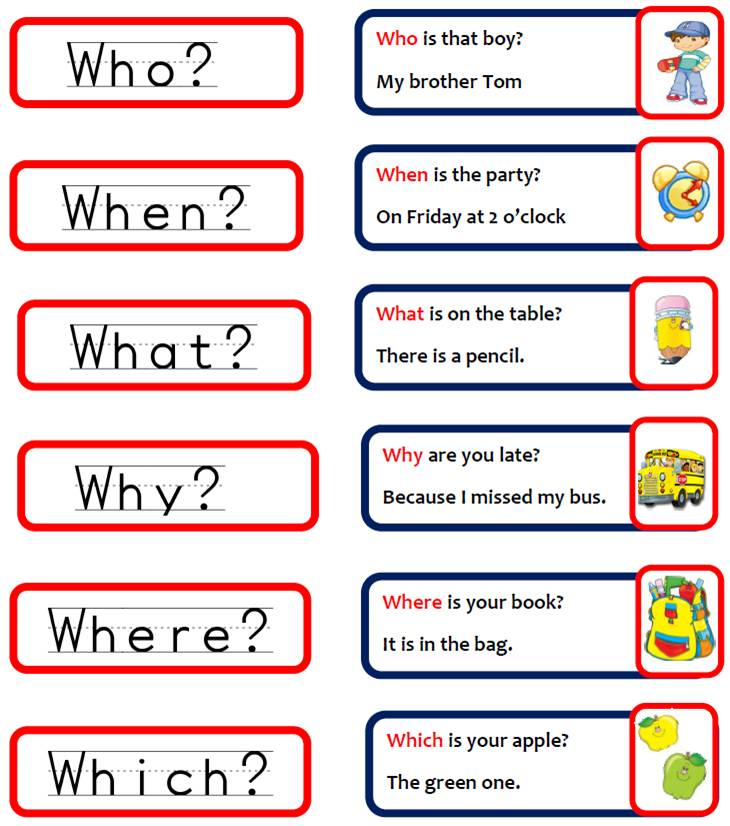 Who?
Who is that boy?
My brother Tom
When?
When is the party?
On Friday at 2 o’clock
What?
What is on the table?
There is a pencil.
Why?
Why are you late?
Because I missed my bus.
Where?
Where is your book?
It is in the bag.
Which?
Which is your apple?
The green one.